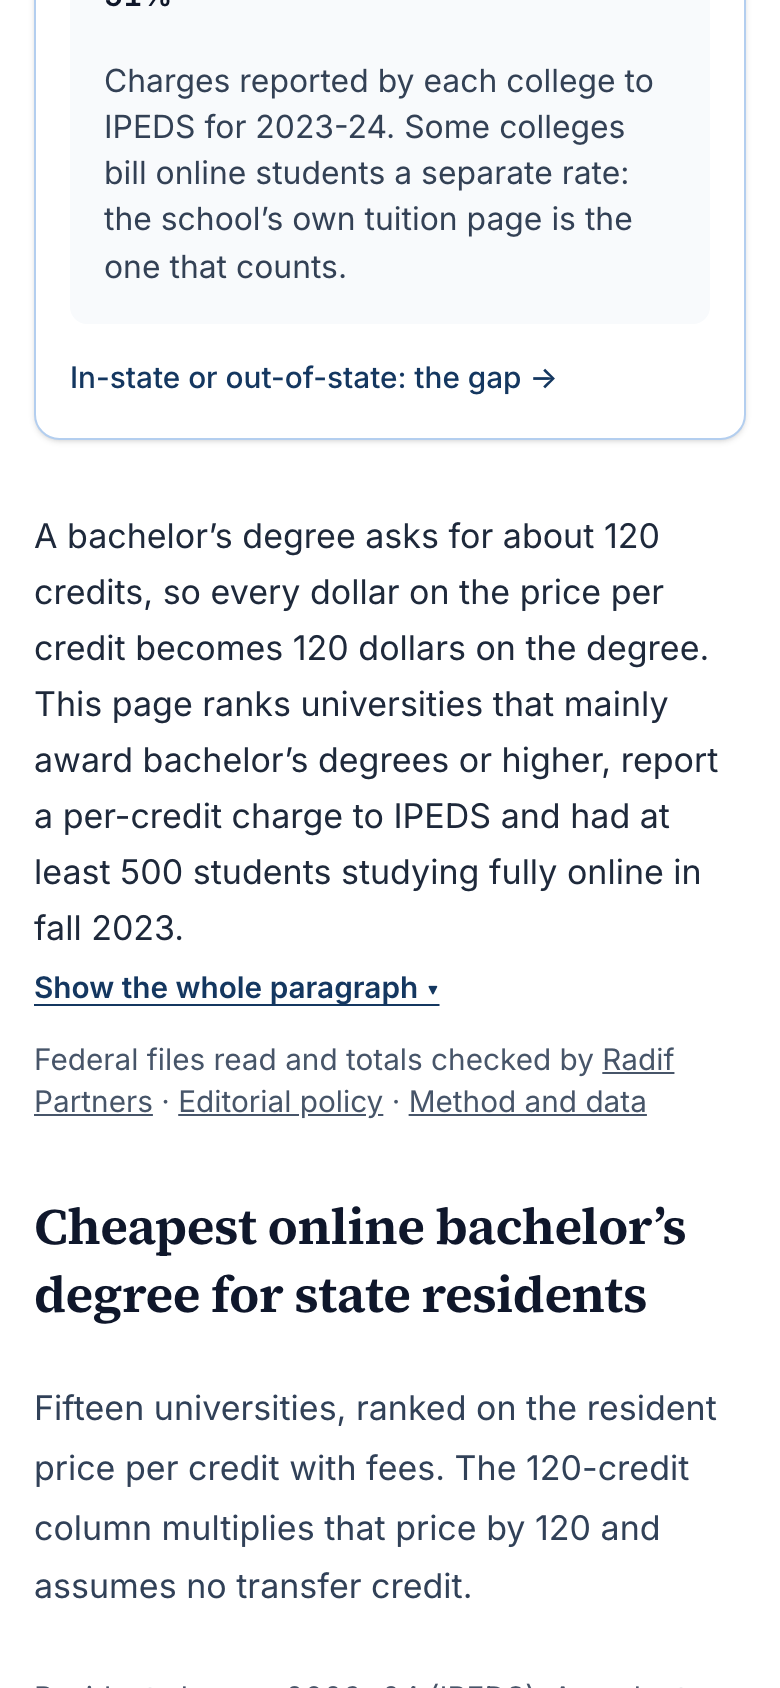 Charges reported by each college to
IPEDS for 2023-24. Some colleges
bill online students a separate rate:
the school’s own tuition page is the
one that counts.
In-state or out-of-state: the gap →
A bachelor’s degree asks for about 120
credits, so every dollar on the price per
credit becomes 120 dollars on the degree.
This page ranks universities that mainly
award bachelor’s degrees or higher, report
a per-credit charge to IPEDS and had at
least 500 students studying fully online in
fall 2023.
Show the whole paragraph ▾
Federal files read and totals checked by Radif
Partners · Editorial policy · Method and data
Cheapest online bachelor’s
degree for state residents
Fifteen universities, ranked on the resident
price per credit with fees. The 120-credit
column multiplies that price by 120 and
assumes no transfer credit.